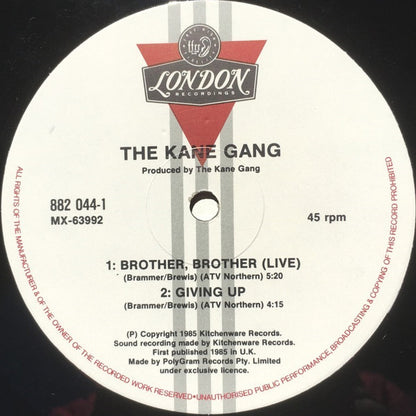 LONDON
RECORDINGS
THE KANE GANG
Produced by The Kane Gang
882 044-1
MX-63992
45 rpm
1: BROTHER, BROTHER (LIVE)
(Brammer/Brewis) (ATV Northern) 5:20
2: GIVING UP
(Brammer/Brewis) (ATV Northern) 4:15
(P) Copyright 1985 Kitchenware Records.
Sound recording made by Kitchenware Records.
First published 1985 in U.K.
Made by PolyGram Records Pty. Limited
under exclusive licence.
ALL RIGHTS OF THE MANUFACTURER & OF THE OWNER OF THE RECORDED WORK RESERVED•UNAUTHORISED PUBLIC PERFORMANCE, BROADCASTING & COPYING OF THIS RECORD PROHIBITED